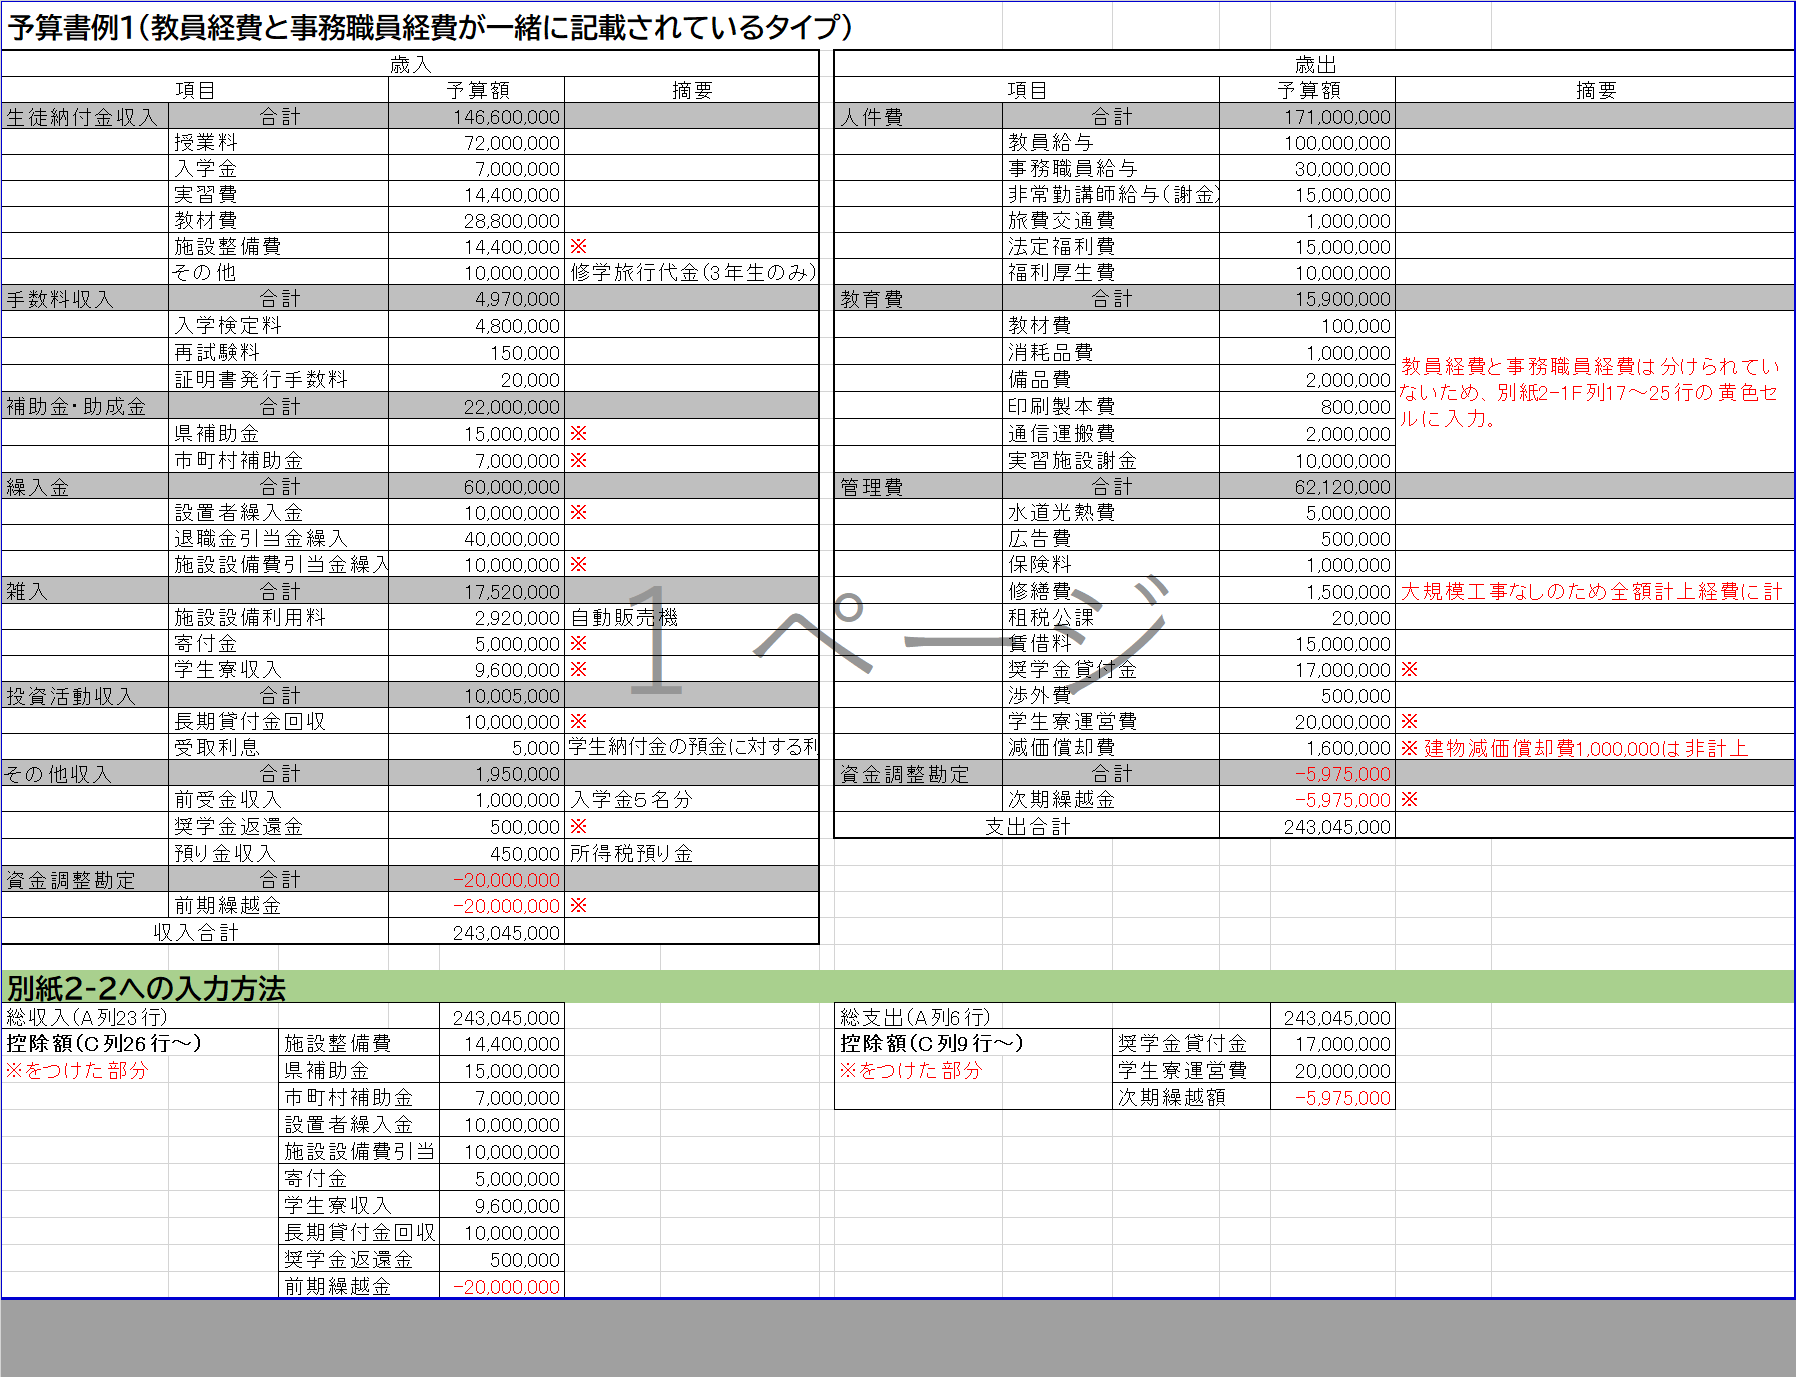 予算書例1(教員経費と事務職員経費が一緒に記載されているタイプ)
歳入
項目 予算額 摘要
生徒納付金収入 合計 146,600,000
授業料 72,000,000
入学金 7,000,000
実習費 14,400,000
教材費 28,800,000
施設整備費 14,400,000 ※
その他 10,000,000 修学旅行代金(3年生のみ)
手数料収入 合計 4,970,000
入学検定料 4,800,000
再試験料 150,000
証明書発行手数料 20,000
補助金・助成金 合計 22,000,000
県補助金 15,000,000 ※
市町村補助金 7,000,000 ※
繰入金 合計 60,000,000
設置者繰入金 10,000,000 ※
退職金引当金繰入 40,000,000
施設設備費引当金繰入 10,000,000 ※
雑入 合計 17,520,000
施設設備利用料 2,920,000 自動販売機
寄付金 5,000,000 ※
学生寮収入 9,600,000 ※
投資活動収入 合計 10,005,000
長期貸付金回収 10,000,000 ※
受取利息 5,000 学生納付金の預金に対する利
その他収入 合計 1,950,000
前受金収入 1,000,000 入学金5名分
奨学金返還金 500,000 ※
預り金収入 450,000 所得税預り金
資金調整勘定 合計 -20,000,000
前期繰越金 -20,000,000 ※
収入合計 243,045,000
歳出
項目 予算額 摘要
人件費 合計 171,000,000
教員給与 100,000,000
事務職員給与 30,000,000
非常勤講師給与(謝金) 15,000,000
旅費交通費 1,000,000
法定福利費 15,000,000
福利厚生費 10,000,000
教育費 合計 15,900,000
教材費 100,000
消耗品費 1,000,000
備品費 2,000,000
印刷製本費 800,000
通信運搬費 2,000,000
実習施設謝金 10,000,000
教員経費と事務職員経費は分けられてい
ないため、別紙2-1F列17~25行の黄色セ
ルに入力。
管理費 合計 62,120,000
水道光熱費 5,000,000
広告費 500,000
保険料 1,000,000
修繕費 1,500,000 大規模工事なしのため全額計上経費に計
租税公課 20,000
賃借料 15,000,000
奨学金貸付金 17,000,000 ※
渉外費 500,000
学生寮運営費 20,000,000 ※
減価償却費 1,600,000 ※建物減価償却費1,000,000は非計上
資金調整勘定 合計 -5,975,000
次期繰越金 -5,975,000 ※
支出合計 243,045,000
1 ページ
別紙2-2への入力方法
総収入(A列23行) 243,045,000
控除額(C列26行~) 施設整備費 14,400,000
※をつけた部分 県補助金 15,000,000
市町村補助金 7,000,000
設置者繰入金 10,000,000
施設設備費引当 10,000,000
寄付金 5,000,000
学生寮収入 9,600,000
長期貸付金回収 10,000,000
奨学金返還金 500,000
前期繰越金 -20,000,000
総支出(A列6行) 243,045,000
控除額(C列9行~) 奨学金貸付金 17,000,000
※をつけた部分 学生寮運営費 20,000,000
次期繰越額 -5,975,000